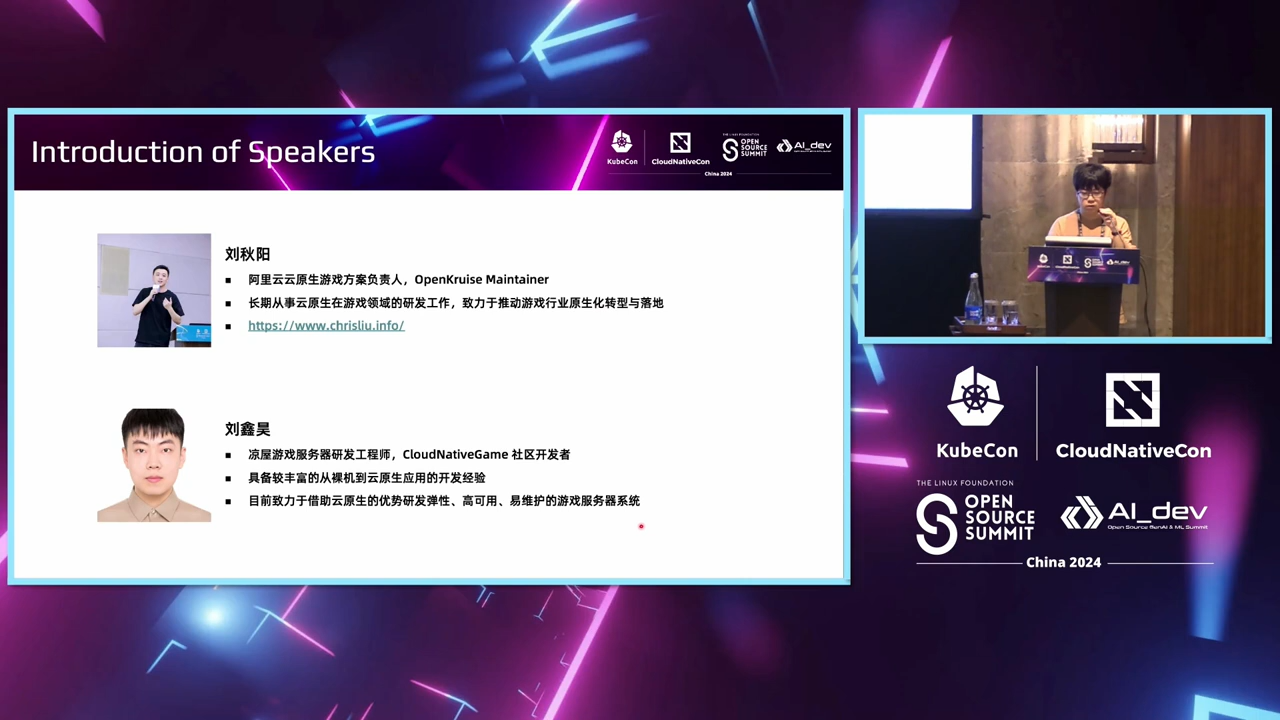 Introduction of Speakers
KubeCon
CloudNativeCon
THE LINUX FOUNDATION
OPEN
SOURCE
SUMMIT
AI_dev
China 2024
刘秋阳
阿里云云原生游戏方案负责人，OpenKruise Maintainer
长期从事云原生在游戏领域的研发工作，致力于推动游戏行业原生化转型与落地
https://www.chrisliu.info/
刘鑫昊
凉屋游戏服务器研发工程师，CloudNativeGame 社区开发者
具备较丰富的从裸机到云原生应用的开发经验
目前致力于借助云原生的优势研发弹性、高可用、易维护的游戏服务器系统
KubeCon
CloudNativeCon
THE LINUX FOUNDATION
OPEN
SOURCE
SUMMIT
AI_dev
Open Source GenAI & ML Summit
China 2024